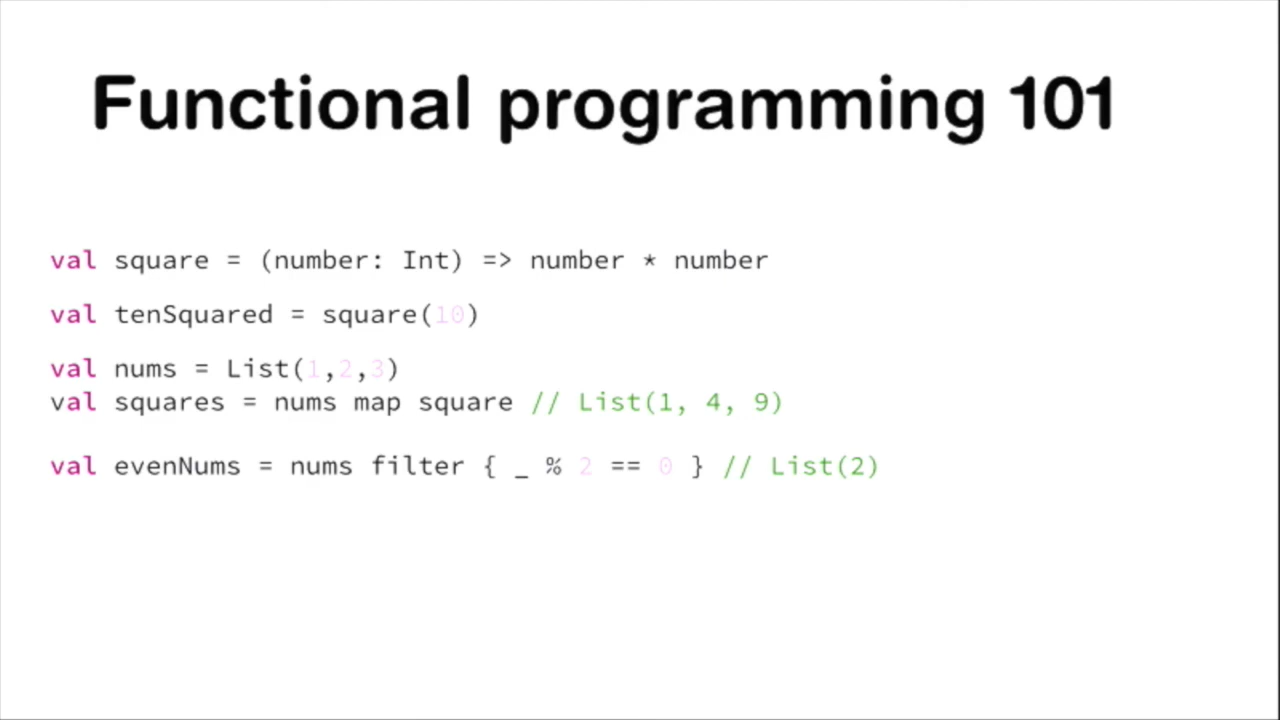 Functional programming 101
val square = (number: Int) => number * number
val tenSquared = square(10)
val nums = List(1,2,3)
val squares = nums map square // List(1, 4, 9)
val evenNums = nums filter { _ % 2 == 0 } // List(2)